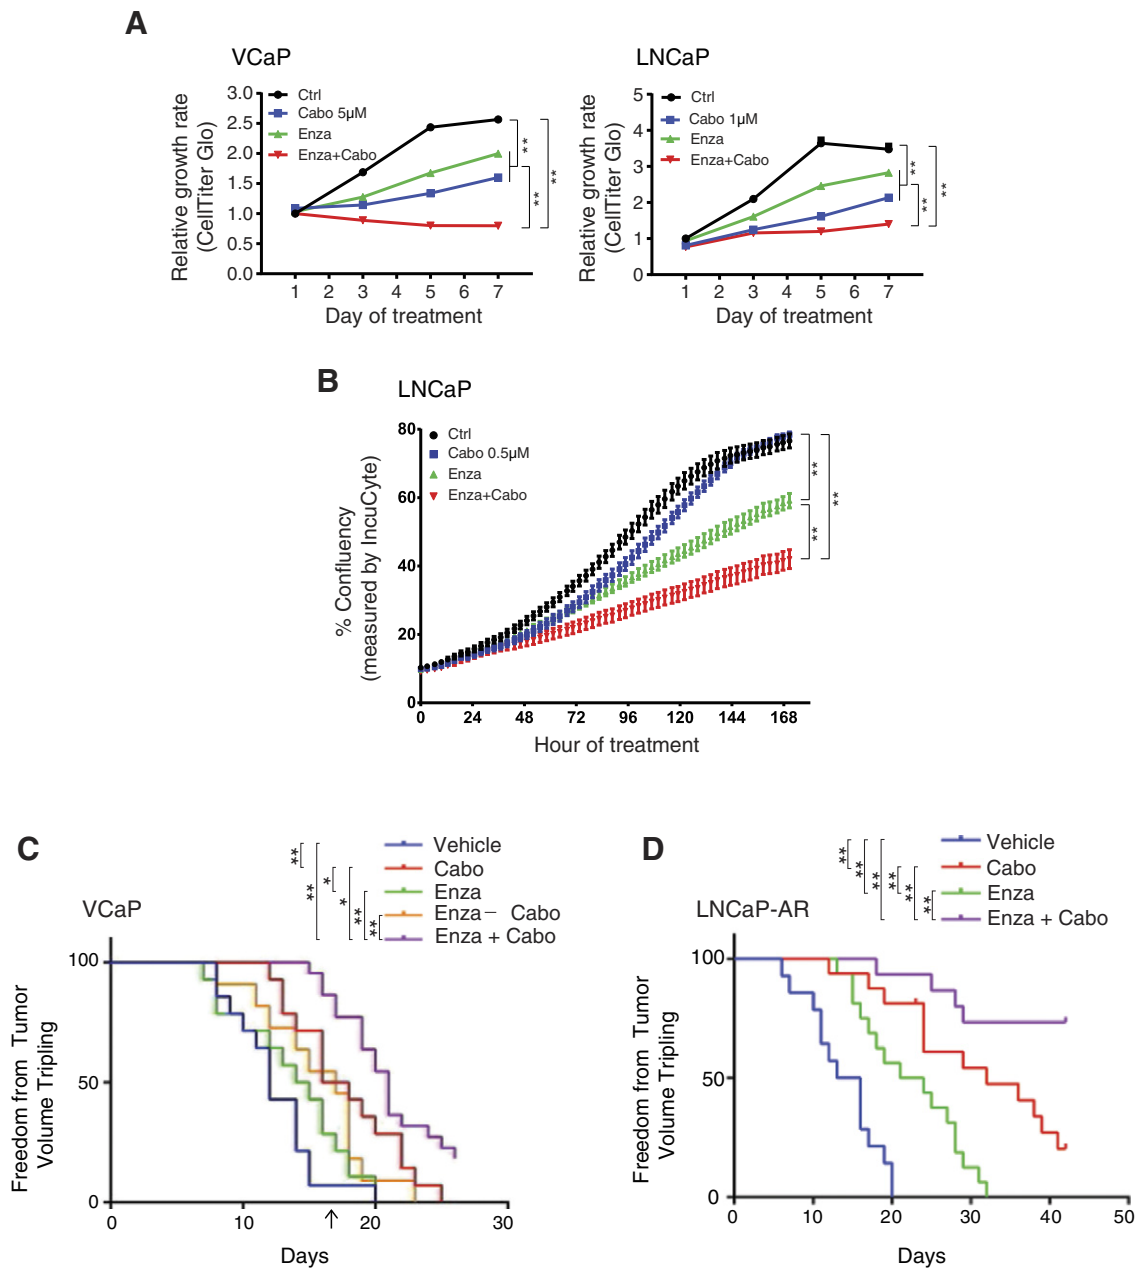 A
VCaP
Relative growth rate
(CellTiter Glo)
3.0
2.5
2.0
1.5
1.0
0.5
0.0
Ctrl
Cabo 5µM
Enza
Enza+Cabo
**
**
**
1 2 3 4 5 6 7
Day of treatment
LNCaP
Relative growth rate
(CellTiter Glo)
5
4
3
2
1
0
Ctrl
Cabo 1µM
Enza
Enza+Cabo
**
**
**
1 2 3 4 5 6 7
Day of treatment
B
LNCaP
% Confluency
(measured by IncuCyte)
80
60
40
20
0
Ctrl
Cabo 0.5µM
Enza
Enza+Cabo
**
**
**
0 24 48 72 96 120 144 168
Hour of treatment
C
VCaP
** ** * * ** **
Vehicle
Cabo
Enza
Enza – Cabo
Enza + Cabo
Freedom from Tumor
Volume Tripling
100
50
0
0 10 ↑ 20 30
Days
D
LNCaP-AR
** ** ** ** ** **
Vehicle
Cabo
Enza
Enza + Cabo
Freedom from Tumor
Volume Tripling
100
50
0
0 10 20 30 40 50
Days